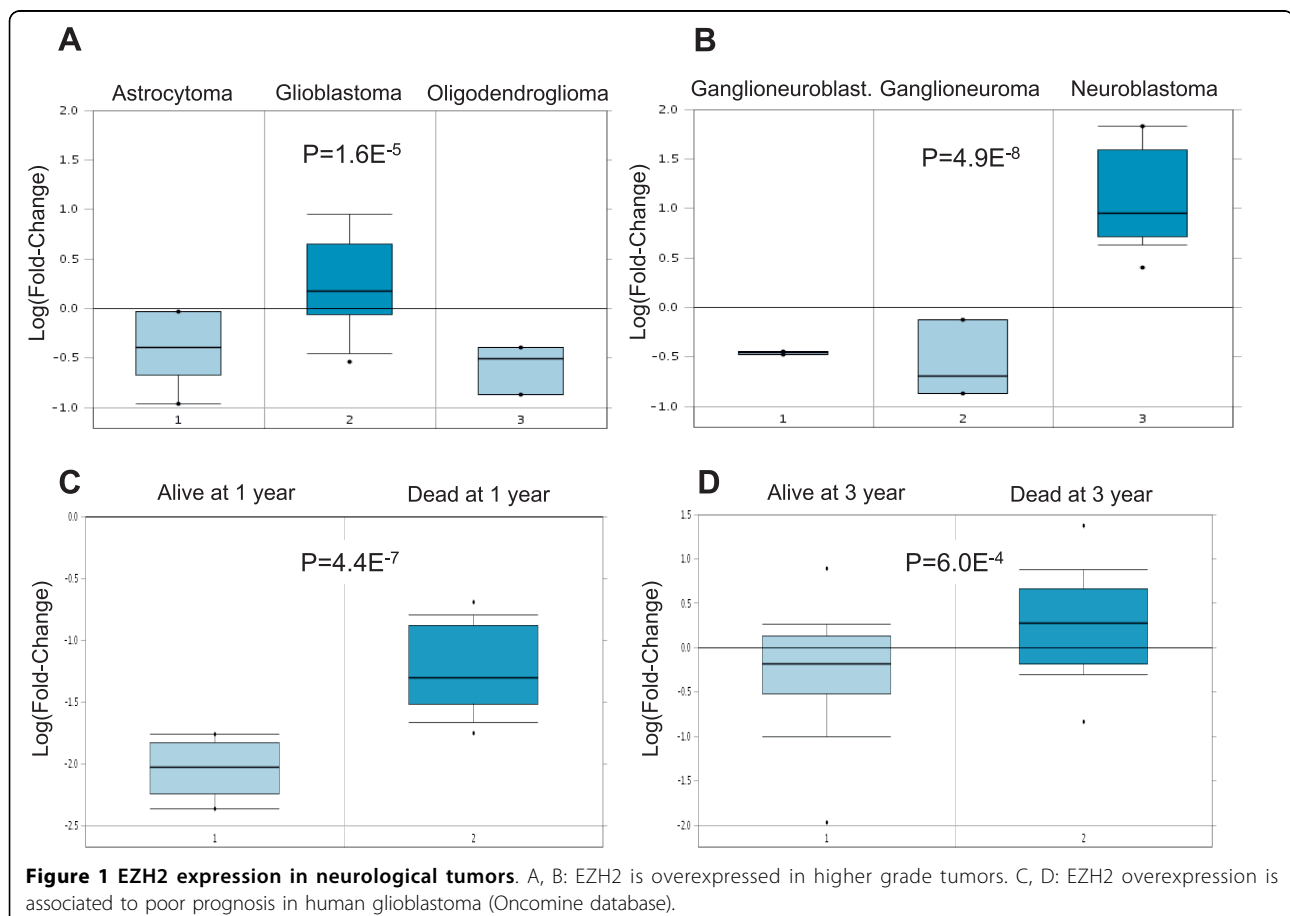 A
Astrocytoma Glioblastoma Oligodendroglioma
P=1.6E-5
Log(Fold-Change)
2.0
1.5
1.0
0.5
0.0
-0.5
-1.0
1 2 3
B
Ganglioneuroblast. Ganglioneuroma Neuroblastoma
P=4.9E-8
Log(Fold-Change)
2.0
1.5
1.0
0.5
0.0
-0.5
-1.0
1 2 3
C
Alive at 1 year Dead at 1 year
P=4.4E-7
Log(Fold-Change)
0.0
-0.5
-1.0
-1.5
-2.0
-2.5
1 2
D
Alive at 3 year Dead at 3 year
P=6.0E-4
Log(Fold-Change)
1.5
1.0
0.5
0.0
-0.5
-1.0
-1.5
-2.0
1 2
Figure 1 EZH2 expression in neurological tumors. A, B: EZH2 is overexpressed in higher grade tumors. C, D: EZH2 overexpression is
associated to poor prognosis in human glioblastoma (Oncomine database).